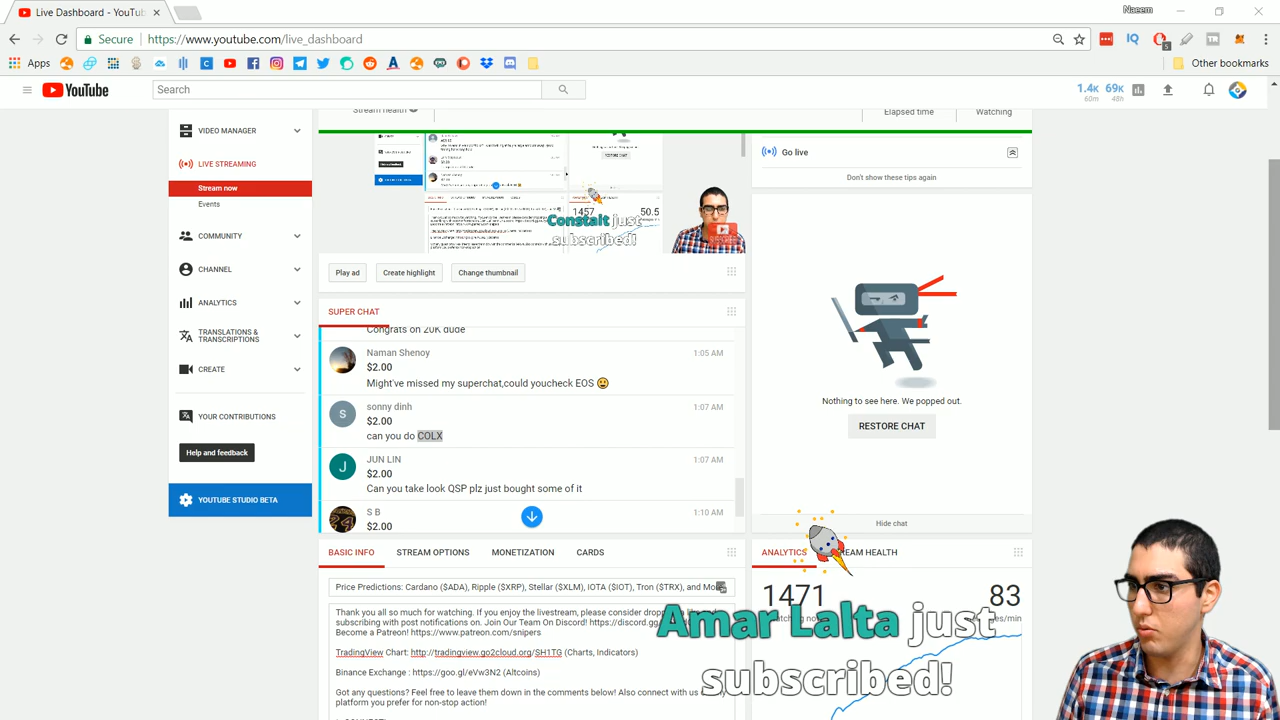 Live Dashboard - YouTub
Naeem
Secure
https://www.youtube.com/live_dashboard
Apps
Other bookmarks
YouTube
Search
1.4K
60m
69K
48h
VIDEO MANAGER
LIVE STREAMING
Stream now
Events
COMMUNITY
CHANNEL
ANALYTICS
TRANSLATIONS &
TRANSCRIPTIONS
CREATE
YOUR CONTRIBUTIONS
Help and feedback
YOUTUBE STUDIO BETA
Stream health
Elapsed time
Watching
RESTORE CHAT
1457
50.5
Constait just
subscribed!
Play ad
Create highlight
Change thumbnail
SUPER CHAT
Congrats on 20K dude
Naman Shenoy
1:05 AM
$2.00
Might've missed my superchat,could youcheck EOS
S
sonny dinh
1:07 AM
$2.00
can you do COLX
J
JUN LIN
1:07 AM
$2.00
Can you take look QSP plz just bought some of it
S B
1:10 AM
$2.00
Go live
Don't show these tips again
Nothing to see here. We popped out.
RESTORE CHAT
Hide chat
BASIC INFO
STREAM OPTIONS
MONETIZATION
CARDS
Price Predictions: Cardano ($ADA), Ripple ($XRP), Stellar ($XLM), IOTA ($IOT), Tron ($TRX), and Mo
Thank you all so much for watching. If you enjoy the livestream, please consider
subscribing with post notifications on. Join Our Team On Discord! https://discord.g
Become a Patreon! https://www.patreon.com/snipers
TradingView Chart: http://tradingview.go2cloud.org/SH1TG (Charts, Indicators)
Binance Exchange : https://goo.gl/eVw3N2 (Altcoins)
Got any questions? Feel free to leave them down in the comments below! Also connect with us
platform you prefer for non-stop action!
ANALYTICS
STREAM HEALTH
1471
83
Amar Lalta just
subscribed!